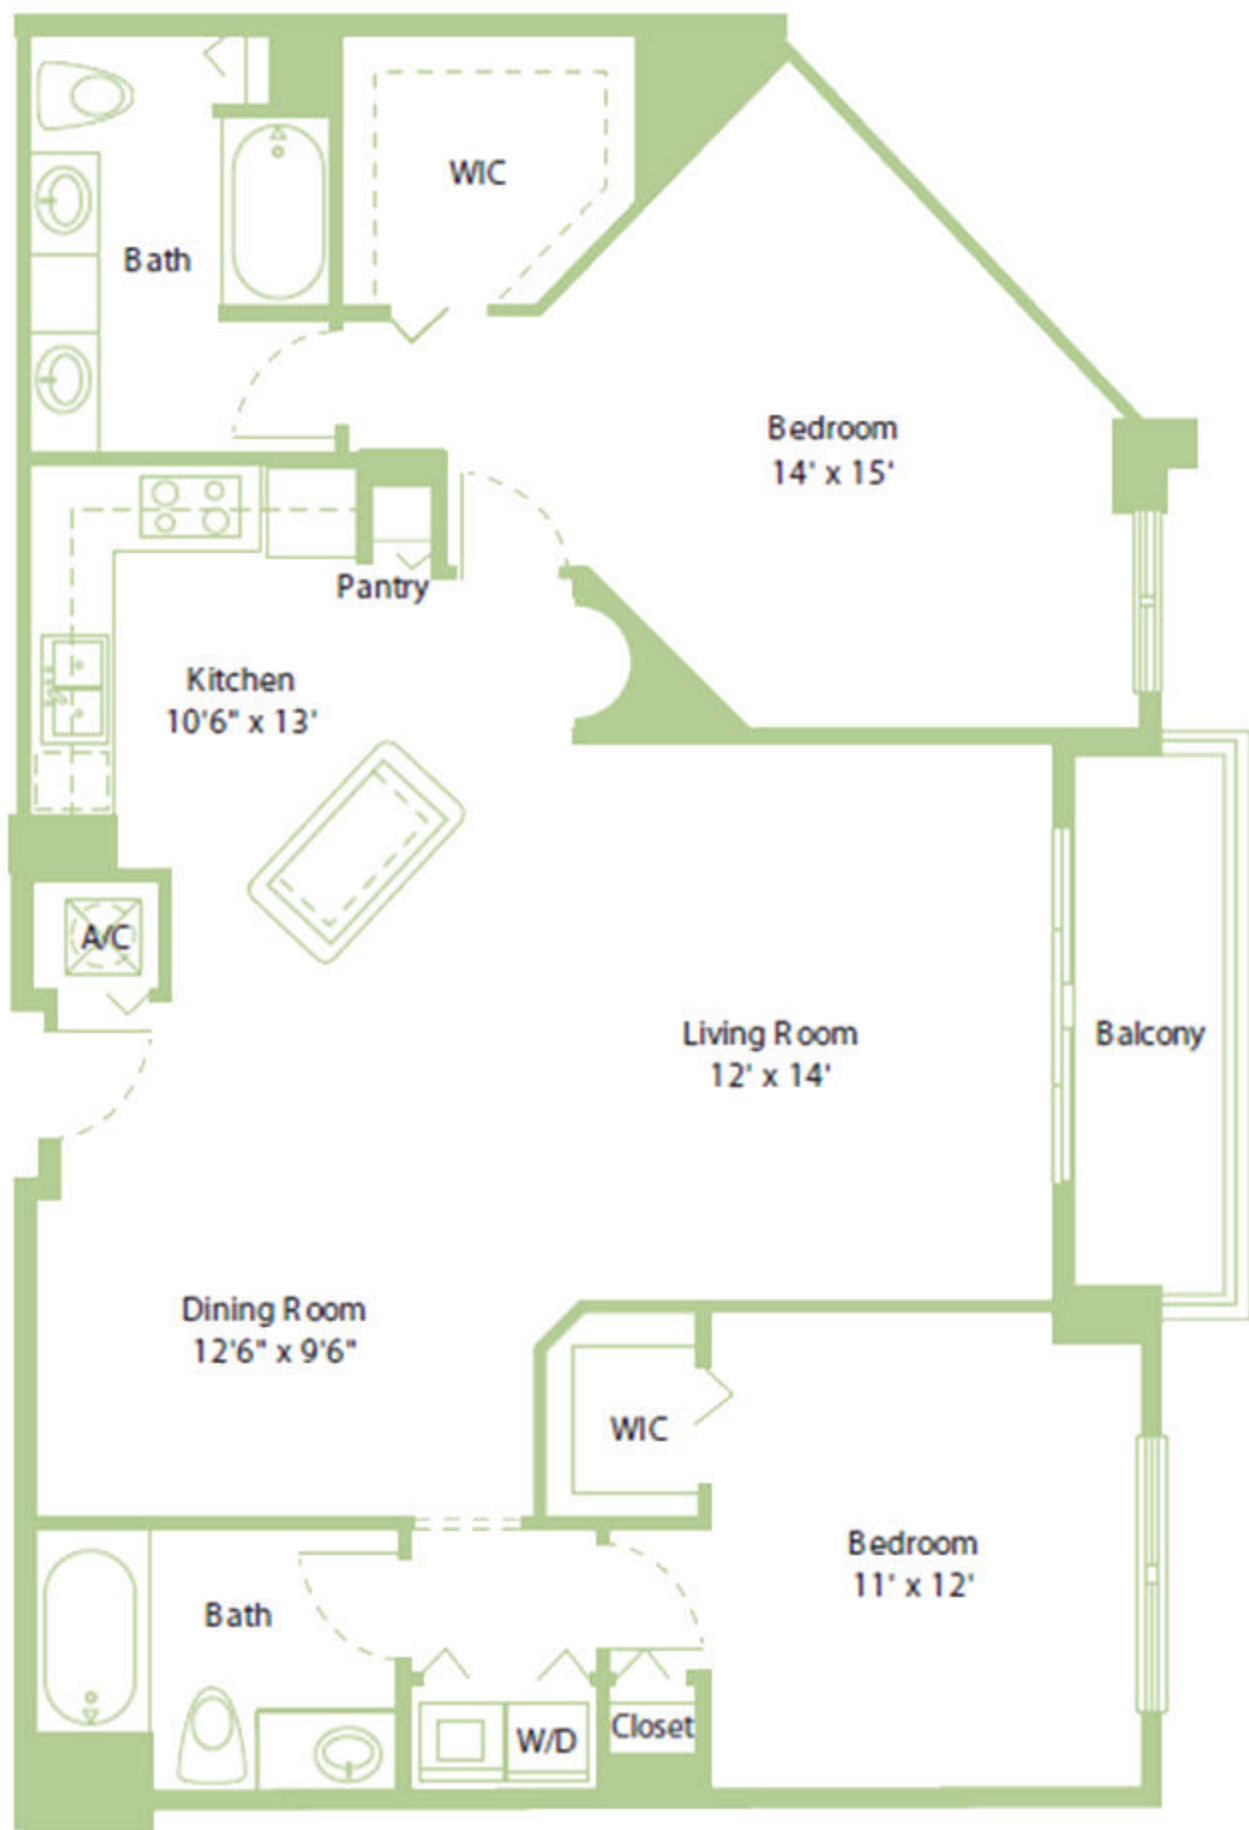 WIC
Bath
Bedroom
14' x 15'
Pantry
Kitchen
10'6" x 13'
A/C
Living Room
12' x 14'
Balcony
Dining Room
12'6" x 9'6"
WIC
Bedroom
11' x 12'
Bath
Closet
W/D